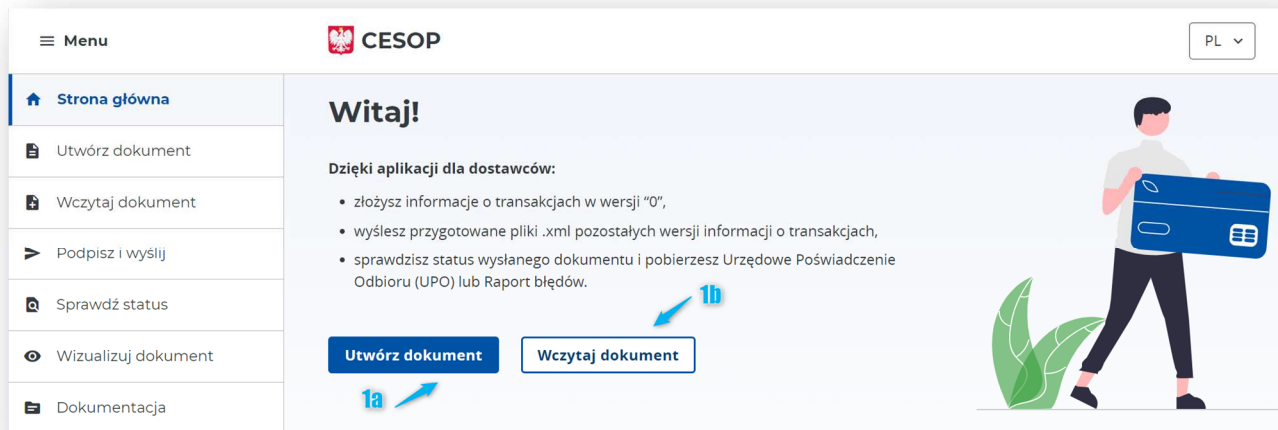 Menu
CESOP
PL
Strona główna
Utwórz dokument
Wczytaj dokument
Podpisz i wyślij
Sprawdź status
Wizualizuj dokument
Dokumentacja
Witaj!
Dzięki aplikacji dla dostawców:
• złożysz informacje o transakcjach w wersji “0”,
• wyślesz przygotowane pliki .xml pozostałych wersji informacji o transakcjach,
• sprawdzisz status wysłanego dokumentu i pobierzesz Urzędowe Poświadczenie
Odbioru (UPO) lub Raport błędów.
1b
Utwórz dokument
Wczytaj dokument
1a